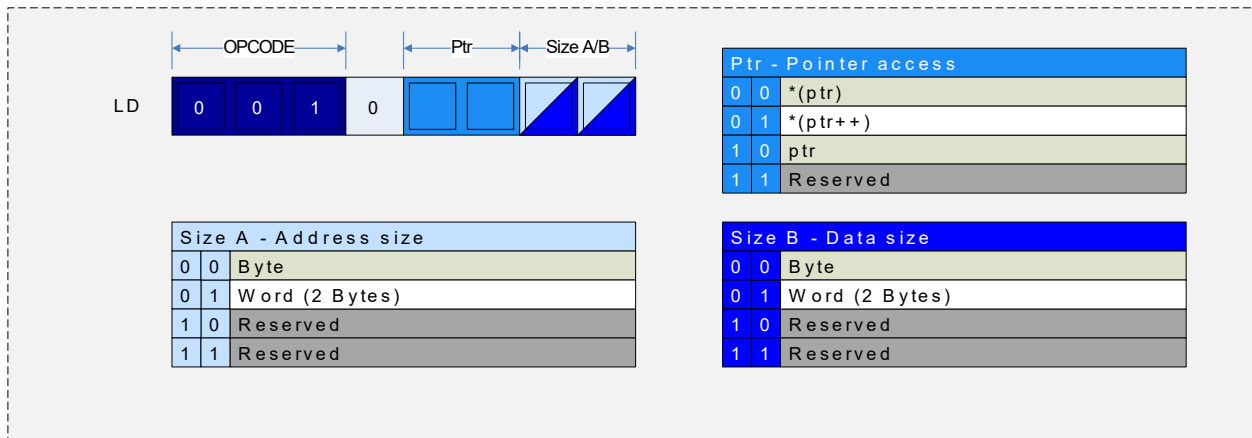 OPCODE Ptr Size A/B
LD 0 0 1 0
Ptr - Pointer access
0 0 *(ptr)
0 1 *(ptr++)
1 0 ptr
1 1 Reserved
Size A - Address size
0 0 Byte
0 1 Word (2 Bytes)
1 0 Reserved
1 1 Reserved
Size B - Data size
0 0 Byte
0 1 Word (2 Bytes)
1 0 Reserved
1 1 Reserved